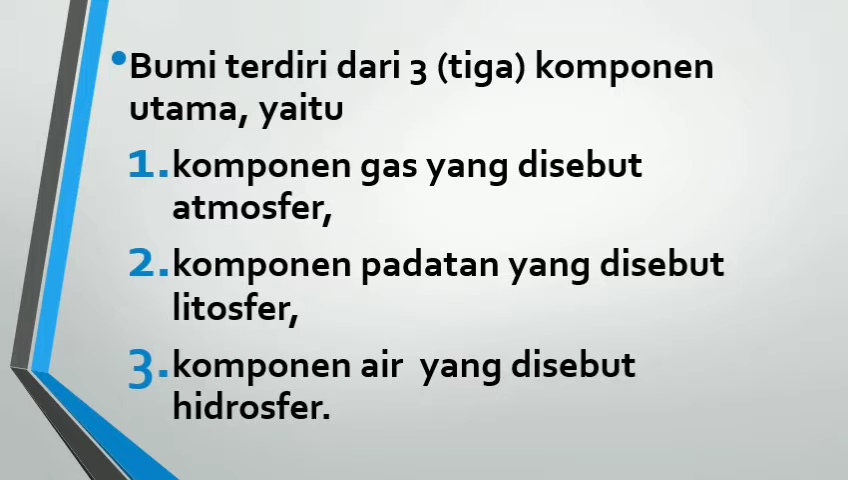 •Bumi terdiri dari 3 (tiga) komponen
utama, yaitu
1.komponen gas yang disebut
atmosfer,
2.komponen padatan yang disebut
litosfer,
3.komponen air  yang disebut
hidrosfer.